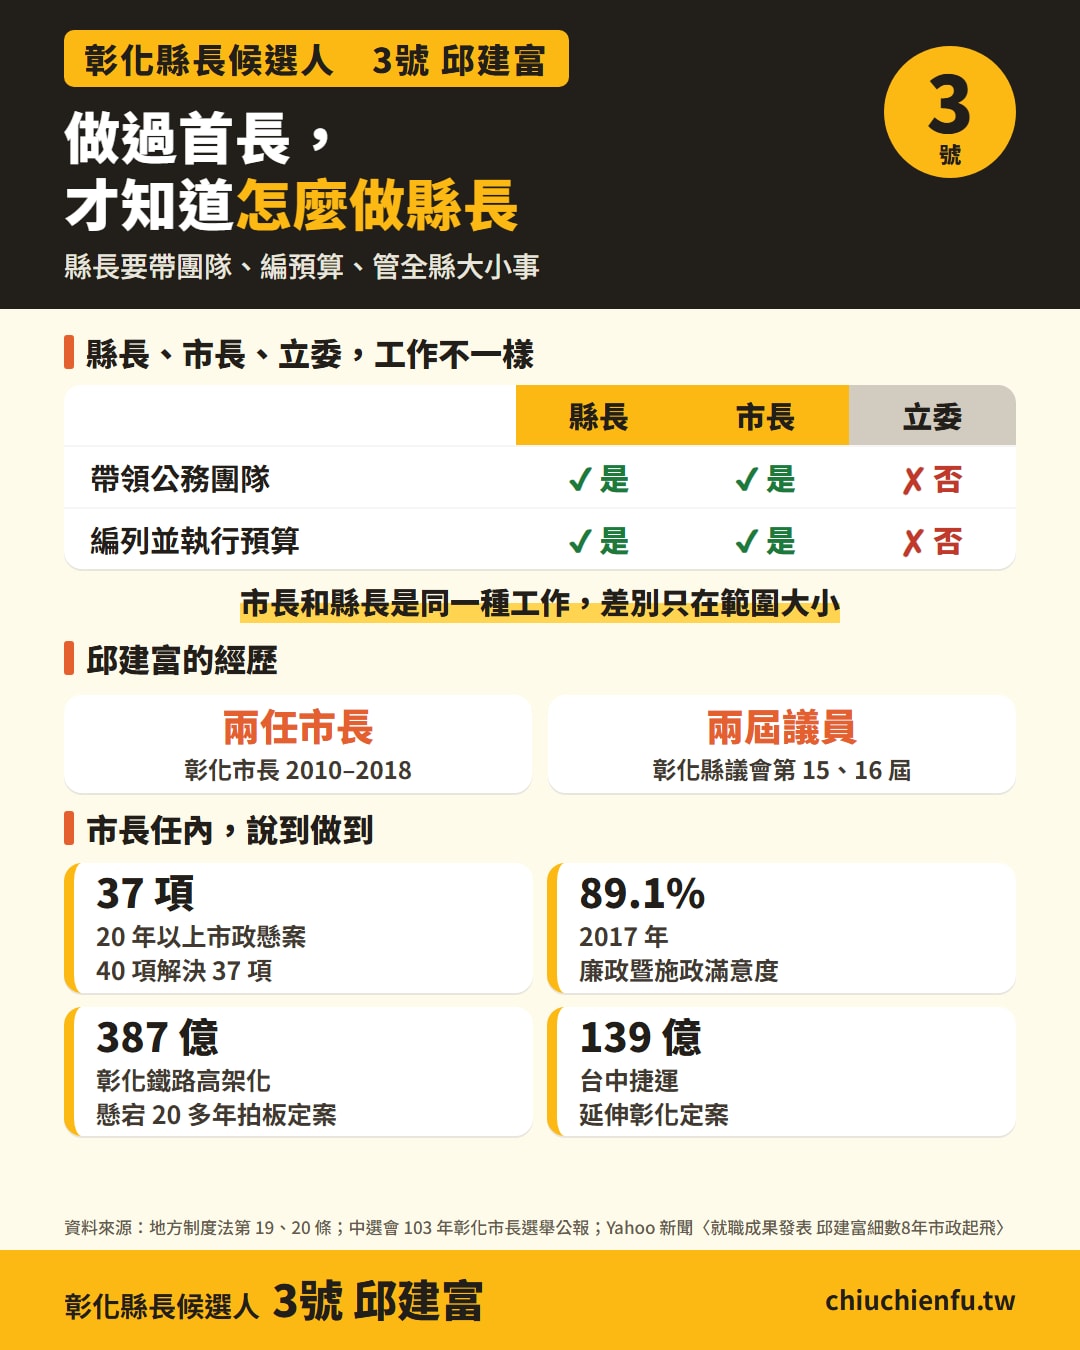 彰化縣長候選人　3號 邱建富
3
號
做過首長，
才知道怎麼做縣長
縣長要帶團隊、編預算、管全縣大小事
縣長、市長、立委，工作不一樣
縣長 市長 立委
帶領公務團隊 ✓是 ✓是 ✗否
編列並執行預算 ✓是 ✓是 ✗否
市長和縣長是同一種工作，差別只在範圍大小
邱建富的經歷
兩任市長
彰化市長 2010–2018
兩屆議員
彰化縣議會第 15、16 屆
市長任內，說到做到
37 項
20 年以上市政懸案
40 項解決 37 項
89.1%
2017 年
廉政暨施政滿意度
387 億
彰化鐵路高架化
懸宕 20 多年拍板定案
139 億
台中捷運
延伸彰化定案
資料來源：地方制度法第 19、20 條；中選會 103 年彰化市長選舉公報；Yahoo 新聞〈就職成果發表 邱建富細數8年市政起飛〉
彰化縣長候選人 3號 邱建富
chiuchienfu.tw